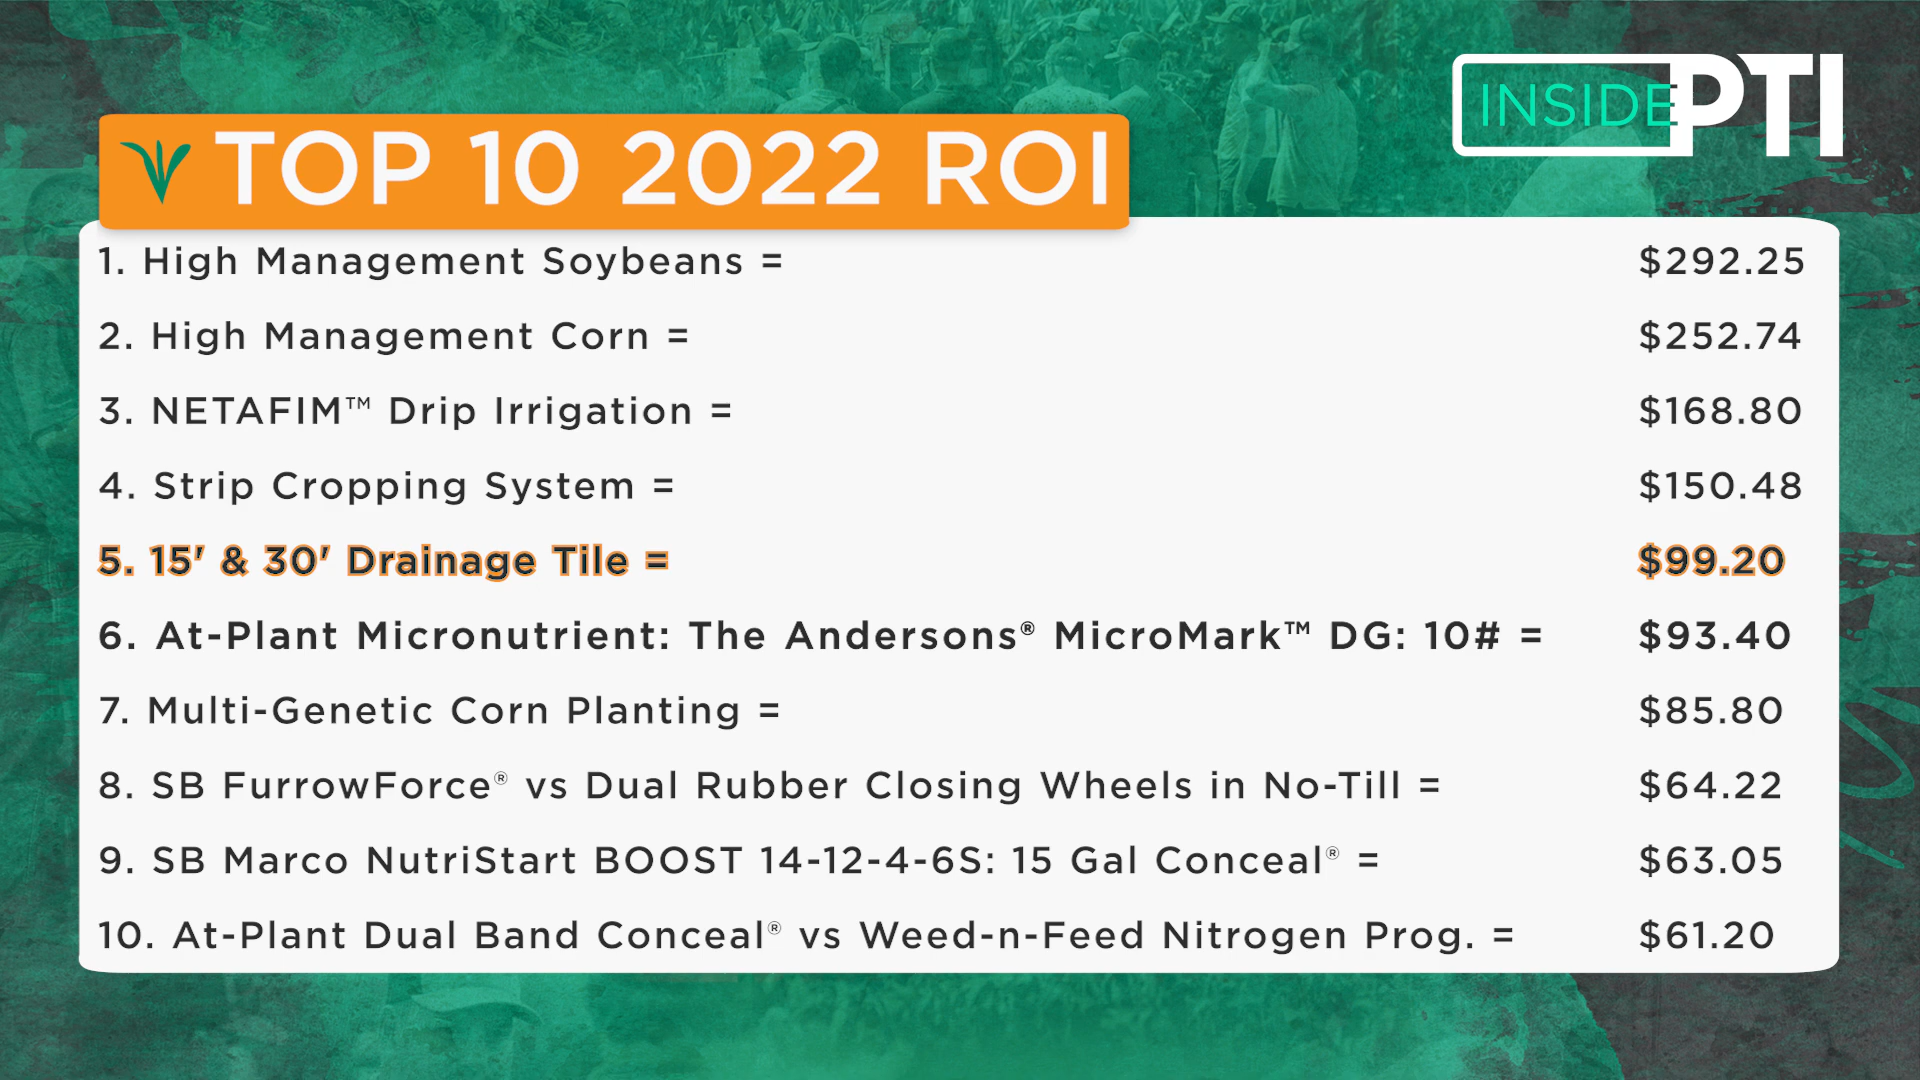 INSIDE PTI
TOP 10 2022 ROI
1. High Management Soybeans = $292.25
2. High Management Corn = $252.74
3. NETAFIM™ Drip Irrigation = $168.80
4. Strip Cropping System = $150.48
5. 15' & 30' Drainage Tile = $99.20
6. At-Plant Micronutrient: The Andersons® MicroMark™ DG: 10# = $93.40
7. Multi-Genetic Corn Planting = $85.80
8. SB FurrowForce® vs Dual Rubber Closing Wheels in No-Till = $64.22
9. SB Marco NutriStart BOOST 14-12-4-6S: 15 Gal Conceal® = $63.05
10. At-Plant Dual Band Conceal® vs Weed-n-Feed Nitrogen Prog. = $61.20